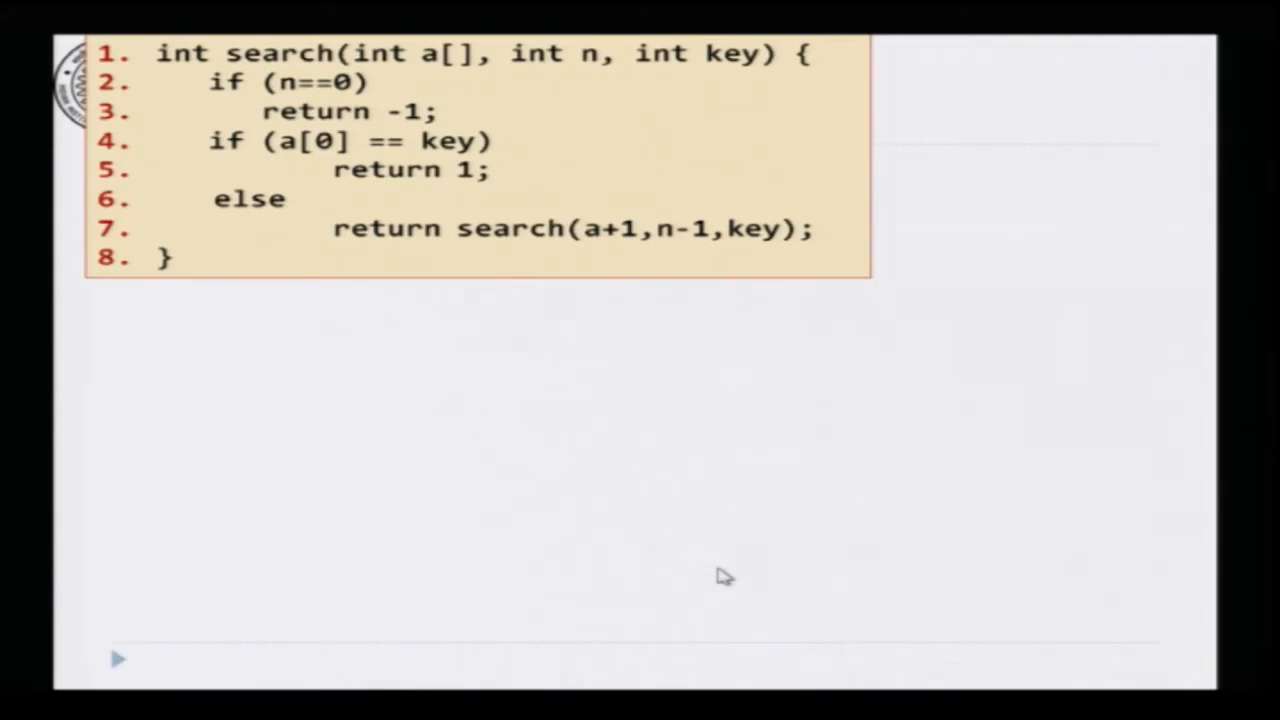 1. int search(int a[], int n, int key) {
2. if (n==0)
3. return -1;
4. if (a[0] == key)
5. return 1;
6. else
7. return search(a+1,n-1,key);
8. }